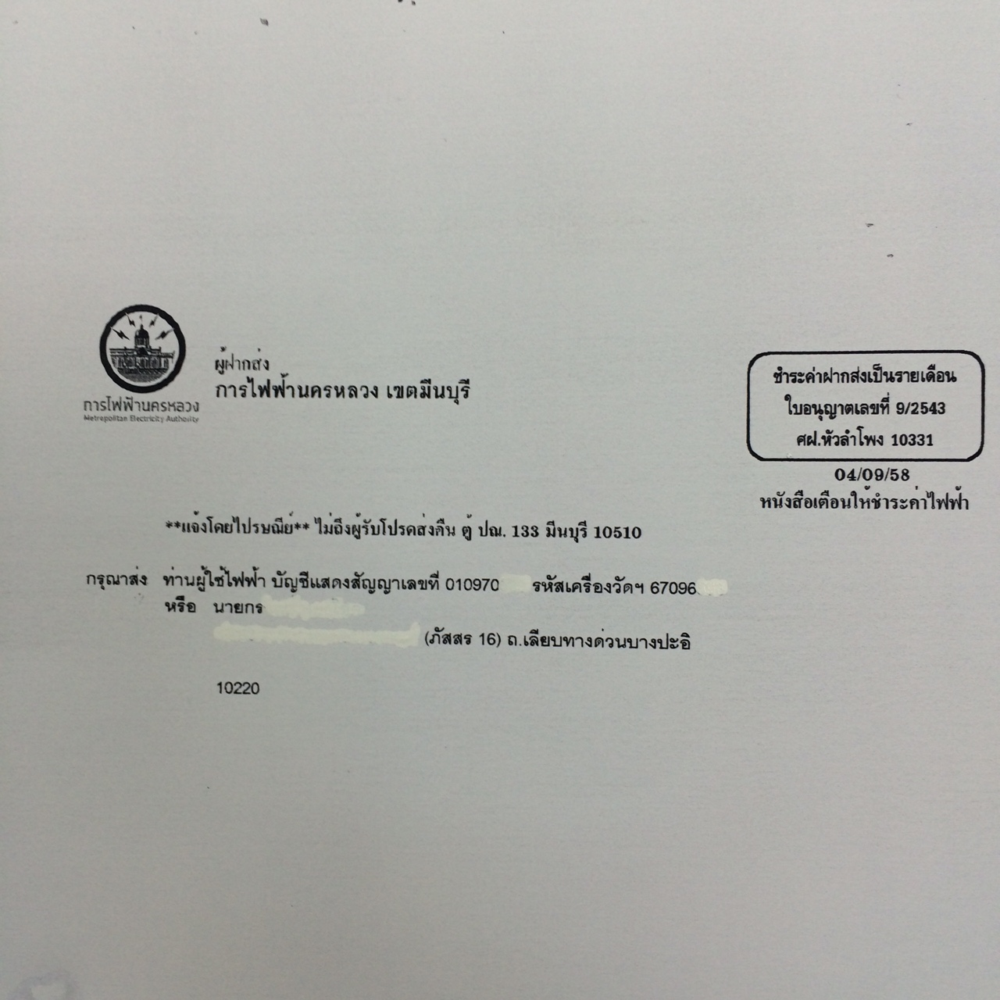 ผู้ฝากส่ง
การไฟฟ้านครหลวง เขตมีนบุรี
การไฟฟ้านครหลวง
Metropolitan Electricity Authority
ชำระค่าฝากส่งเป็นรายเดือน
ใบอนุญาตเลขที่ 9/2543
ศฝ.หัวลำโพง 10331
04/09/58
หนังสือเตือนให้ชำระค่าไฟฟ้า
**แจ้งโดยไปรษณีย์** ไม่ถึงผู้รับโปรดส่งคืน ตู้ ปณ. 133 มีนบุรี 10510
กรุณาส่ง ท่านผู้ใช้ไฟฟ้า บัญชีแสดงสัญญาเลขที่ 010970 รหัสเครื่องวัดฯ 67096
หรือ นายกร
(ภัสสร 16) ถ.เลียบทางด่วนบางปะอิ
10220